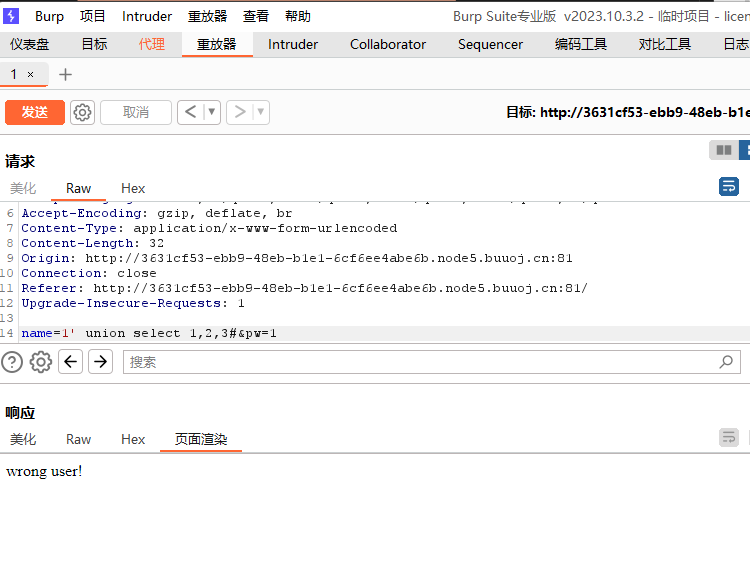 Burp 项目 Intruder 重放器 查看 帮助 Burp Suite专业版 v2023.10.3.2 - 临时项目 - licen
仪表盘 目标 代理 重放器 Intruder Collaborator Sequencer 编码工具 对比工具 日志
1 × +
发送 取消 < ▼ > ▼ 目标: http://3631cf53-ebb9-48eb-b1e
请求
美化 Raw Hex
6 Accept-Encoding: gzip, deflate, br
7 Content-Type: application/x-www-form-urlencoded
8 Content-Length: 32
9 Origin: http://3631cf53-ebb9-48eb-b1e1-6cf6ee4abe6b.node5.buuoj.cn:81
10 Connection: close
11 Referer: http://3631cf53-ebb9-48eb-b1e1-6cf6ee4abe6b.node5.buuoj.cn:81/
12 Upgrade-Insecure-Requests: 1
13
14 name=1' union select 1,2,3#&pw=1
搜索
响应
美化 Raw Hex 页面渲染
wrong user!